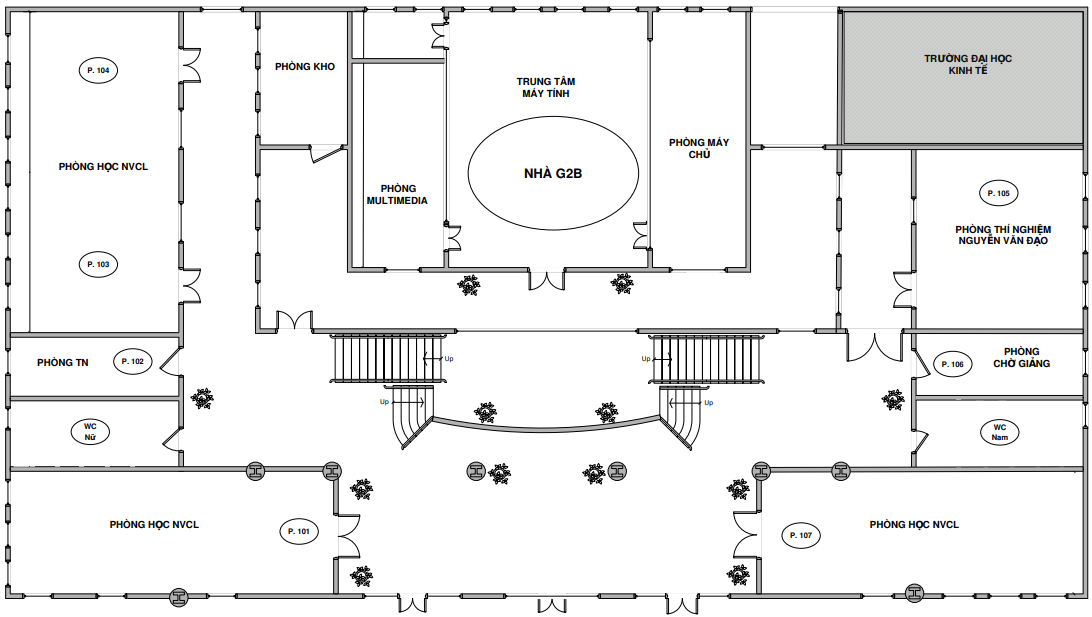 P. 104
PHÒNG HỌC NVCL
P. 103
PHÒNG KHO
TRUNG TÂM
MÁY TÍNH
NHÀ G2B
PHÒNG
MULTIMEDIA
PHÒNG MÁY
CHỦ
TRƯỜNG ĐẠI HỌC
KINH TẾ
P. 105
PHÒNG THÍ NGHIỆM
NGUYỄN VĂN ĐẠO
PHÒNG TN
P. 102
Up
Up
Up
Up
PHÒNG
CHỜ GIẢNG
P. 106
WC
Nữ
WC
Nam
PHÒNG HỌC NVCL
P. 101
P. 107
PHÒNG HỌC NVCL